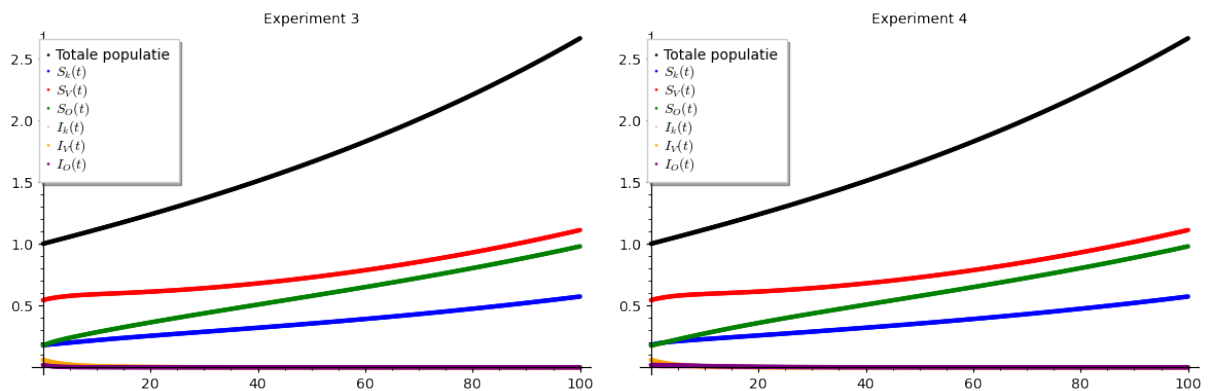 Experiment 3
2.5
2.0
1.5
1.0
0.5
20 40 60 80 100
Totale populatie
S_k(t)
S_V(t)
S_O(t)
I_k(t)
I_V(t)
I_O(t)
Experiment 4
2.5
2.0
1.5
1.0
0.5
20 40 60 80 100
Totale populatie
S_k(t)
S_V(t)
S_O(t)
I_k(t)
I_V(t)
I_O(t)